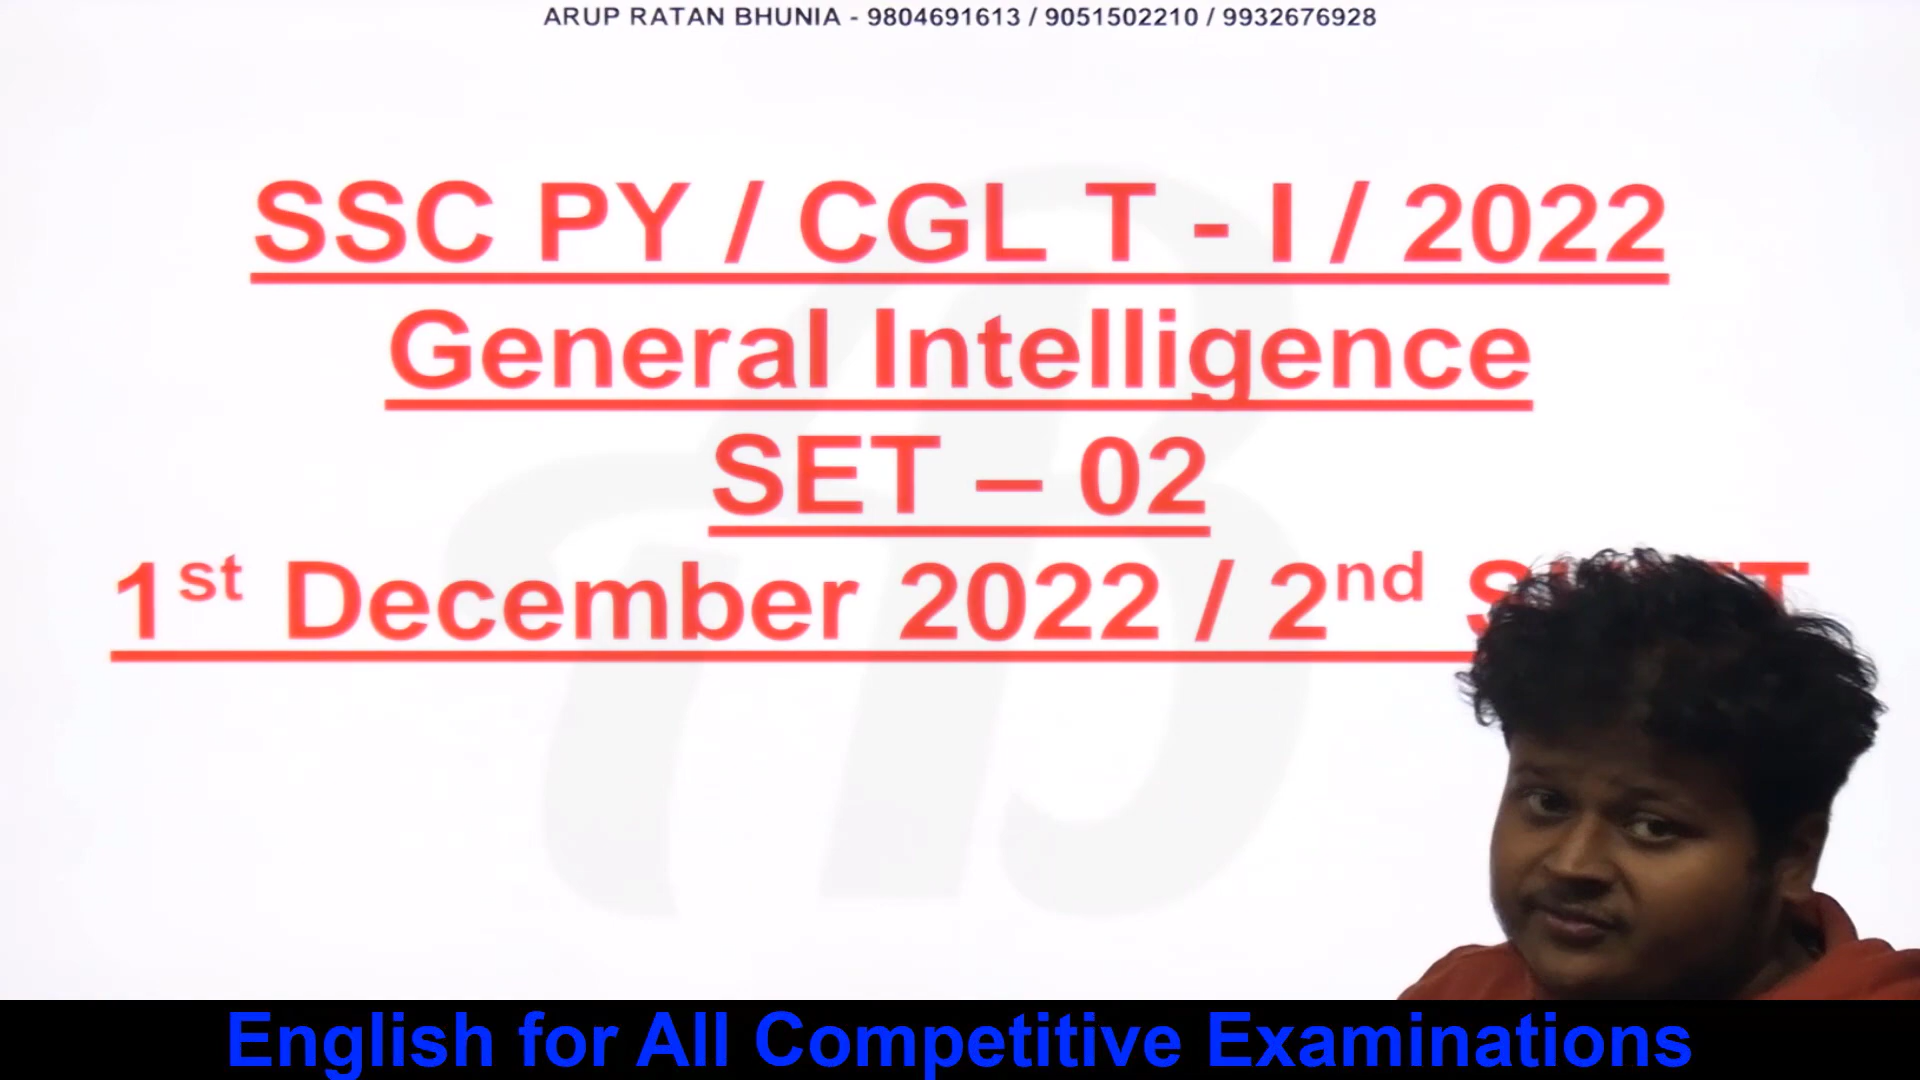 ARUP RATAN BHUNIA - 9804691613 / 9051502210 / 9932676928
SSC PY / CGL T - I / 2022
General Intelligence
SET – 02
1st December 2022 / 2nd
English for All Competitive Examinations